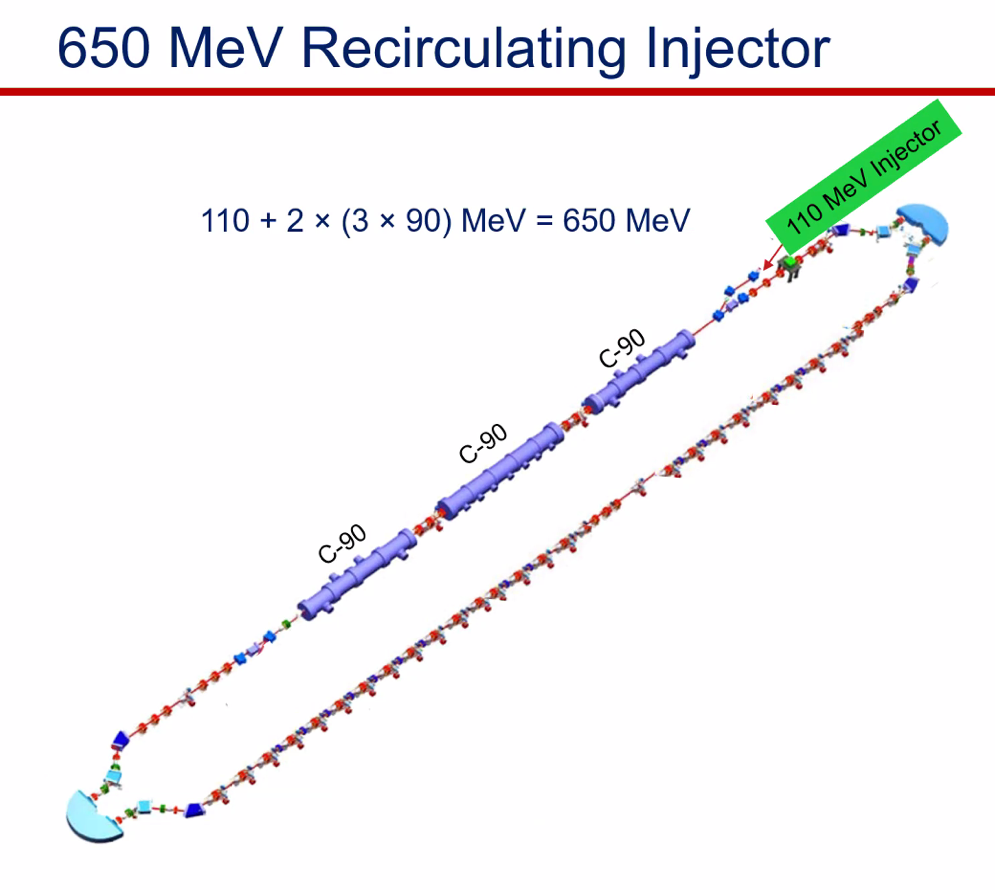 650 MeV Recirculating Injector
110 MeV Injector
110 + 2 × (3 × 90) MeV = 650 MeV
C-90
C-90
C-90